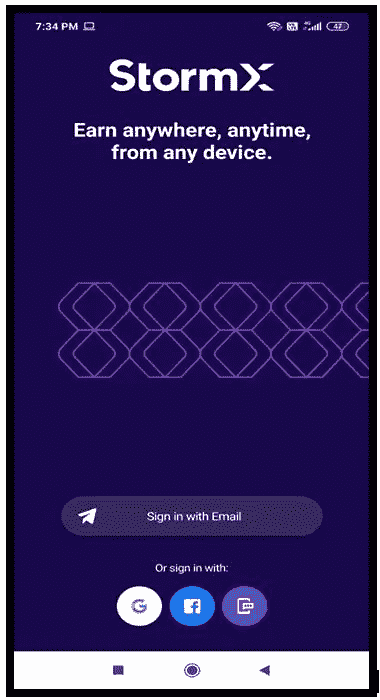 7:34 PM
4G
47
StormX
Earn anywhere, anytime,
from any device.
Sign in with Email
Or sign in with:
G
f